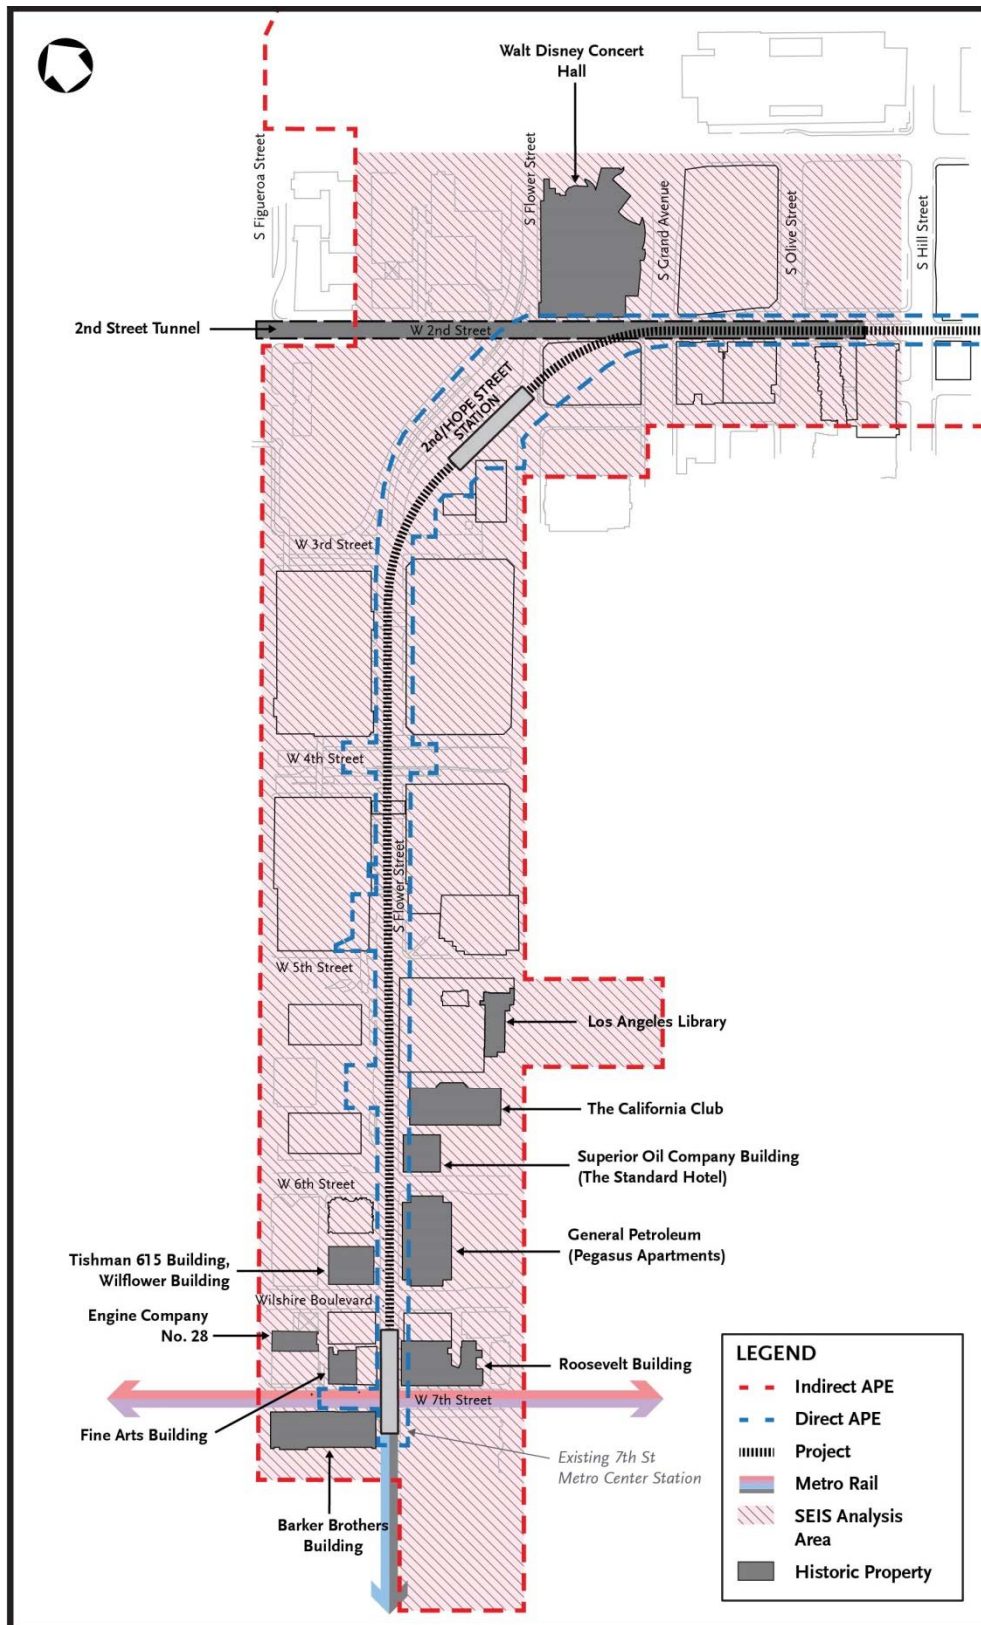 Walt Disney Concert
Hall
S Figueroa Street
S Flower Street
S Grand Avenue
S Olive Street
S Hill Street
2nd Street Tunnel
W 2nd Street
2nd/HOPE STREET
STATION
W 3rd Street
W 4th Street
S Flower Street
W 5th Street
Los Angeles Library
The California Club
Superior Oil Company Building
(The Standard Hotel)
W 6th Street
General Petroleum
(Pegasus Apartments)
Tishman 615 Building,
Wilflower Building
Wilshire Boulevard
Engine Company
No. 28
Roosevelt Building
W 7th Street
Fine Arts Building
Existing 7th St
Metro Center Station
Barker Brothers
Building
LEGEND
Indirect APE
Direct APE
Project
Metro Rail
SEIS Analysis
Area
Historic Property